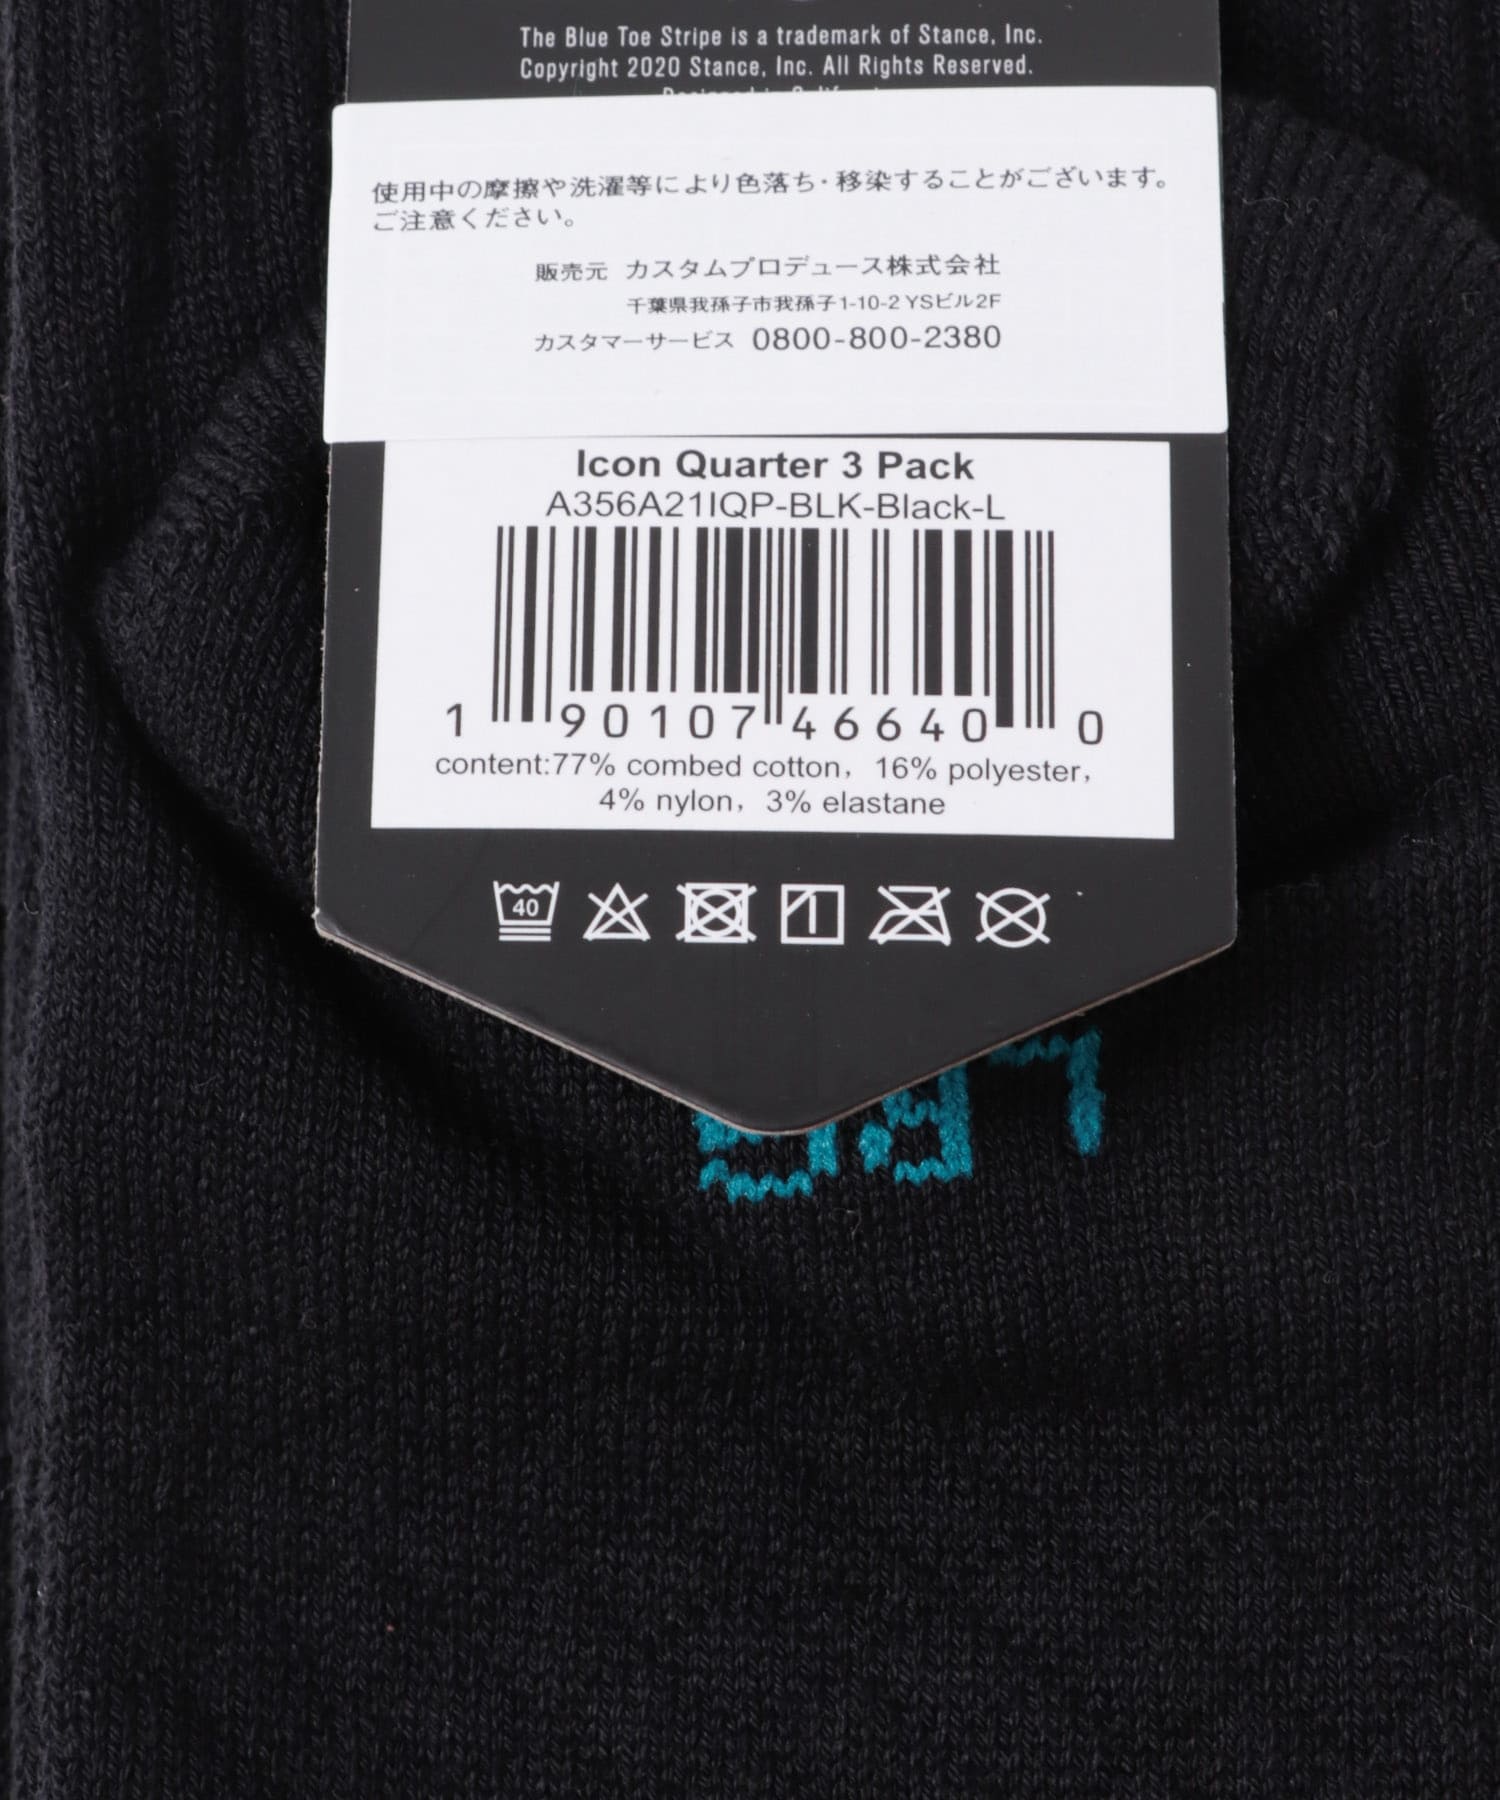 The Blue Toe Stripe is a trademark of Stance, Inc.
Copyright 2020 Stance, Inc. All Rights Reserved.
使用中の摩擦や洗濯等により色落ち・移染することがございます。
ご注意ください。
販売元 カスタムプロデュース株式会社
千葉県我孫子市我孫子1-10-2 YSビル2F
カスタマーサービス 0800-800-2380
Icon Quarter 3 Pack
A356A21IQP-BLK-Black-L
1 90107 46640 0
content:77% combed cotton, 16% polyester,
4% nylon, 3% elastane
40